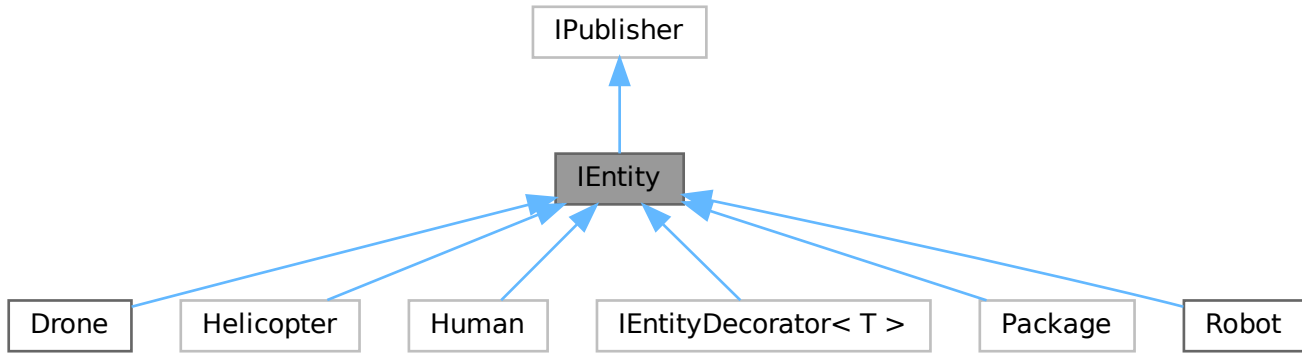 IPublisher
IEntity
Drone
Helicopter
Human
IEntityDecorator< T >
Package
Robot